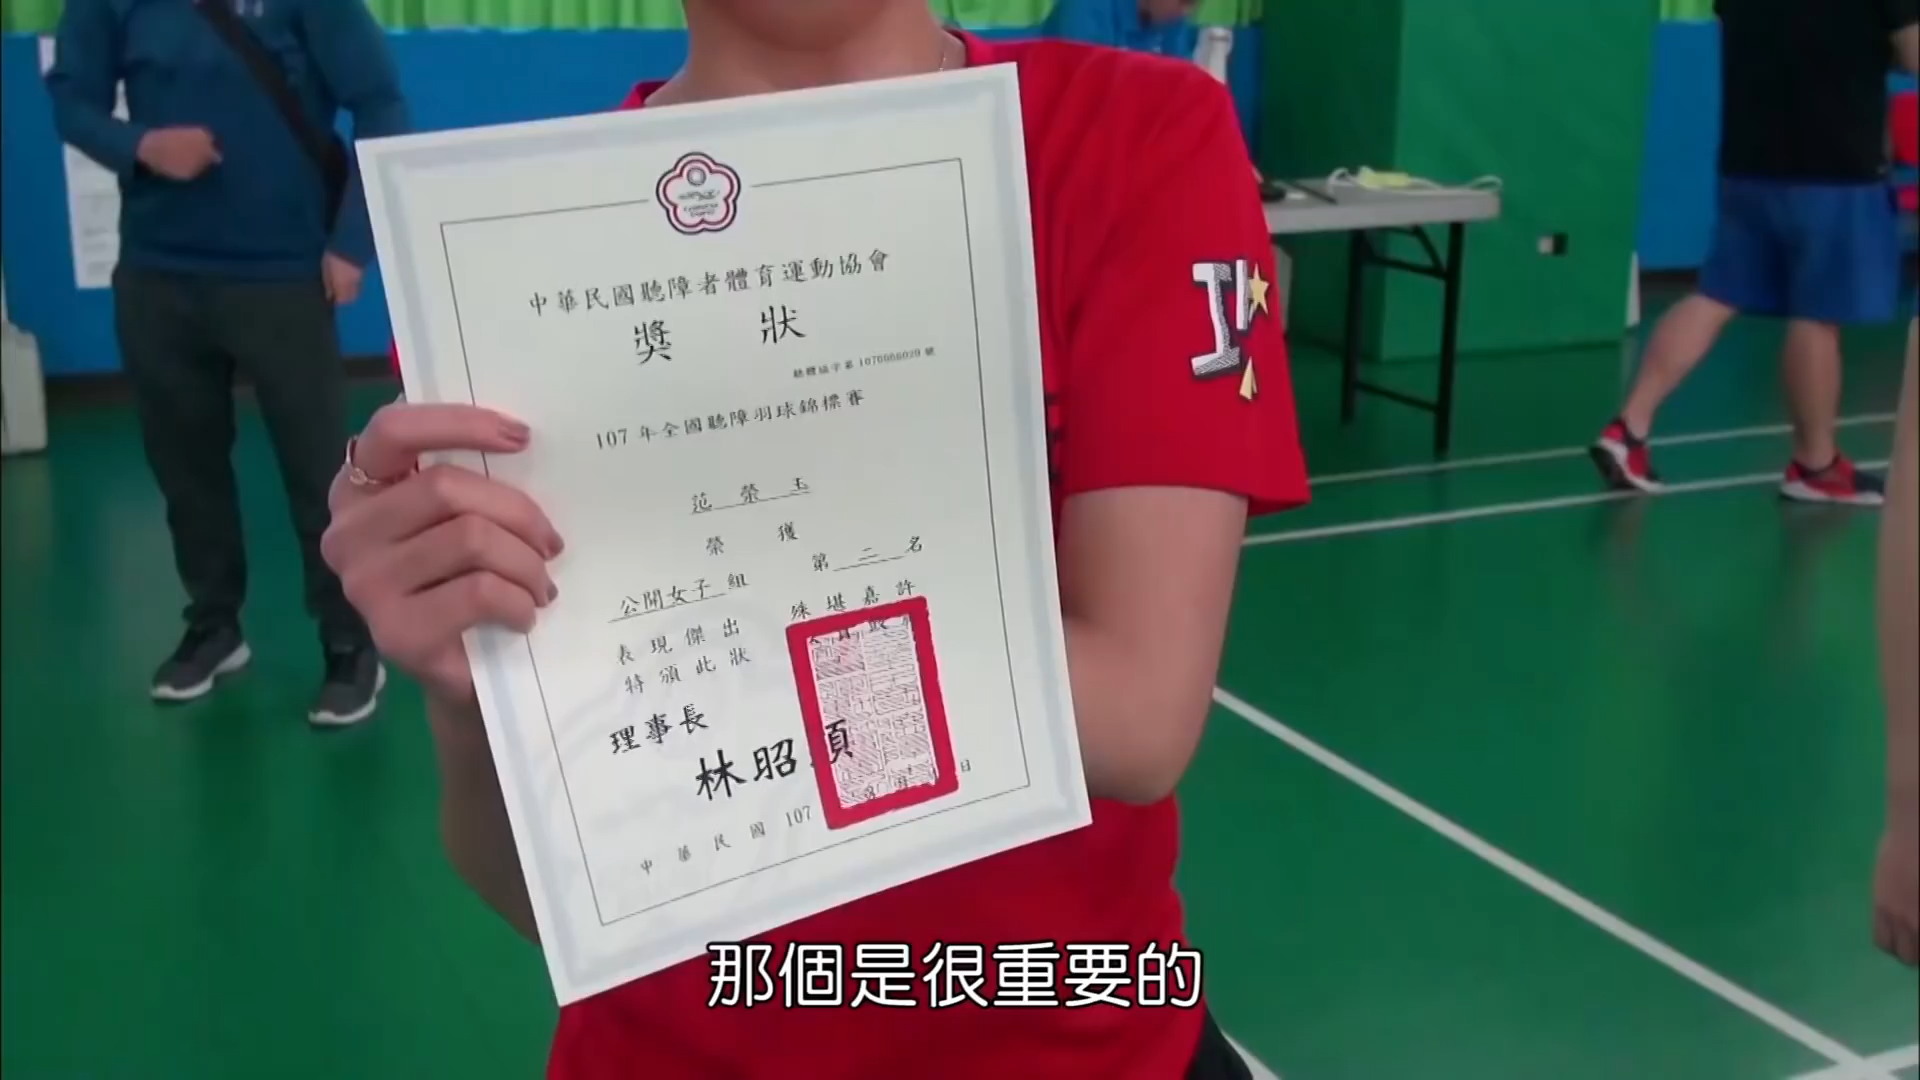 中華民國聽障者體育運動協會
獎狀
107年全國聽障羽球錦標賽
范榮玉
榮獲
公開女子組 第二名
表現傑出 殊堪嘉許
特頒此狀
理事長
林昭
中華民國107
日
那個是很重要的